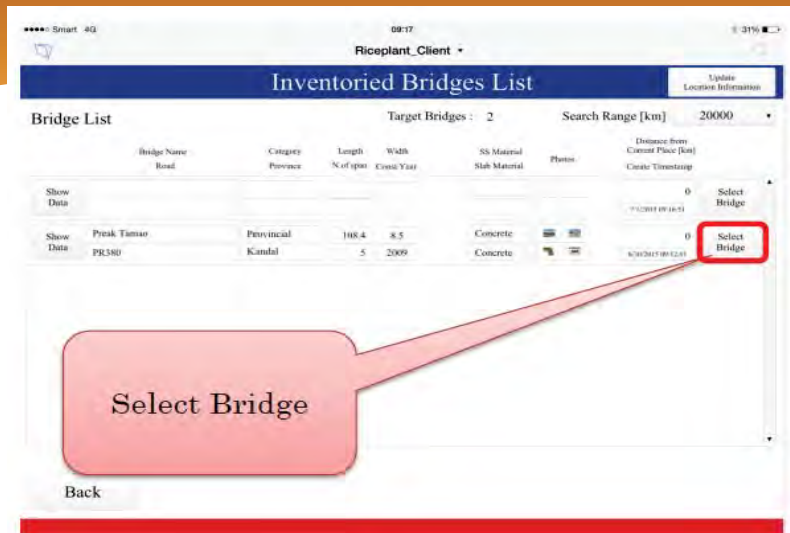 Smart 4G 09:17 31%
Riceplant_Client
Inventoried Bridges List
Update
Location Information
Bridge List Target Bridges : 2 Search Range [km] 20000
Bridge Name Category Length Width SS Material Photos Distance from
Current Place [km]
Road Province N.of span Const.Year Slab Material Create Timestamp
Show
Data
0 Select
Bridge
Show
Data
Preak Tamao Provincial 108.4 8.5 Concrete 0 Select
Bridge
PR380 Kandal 5 2009 Concrete
Select Bridge
Back